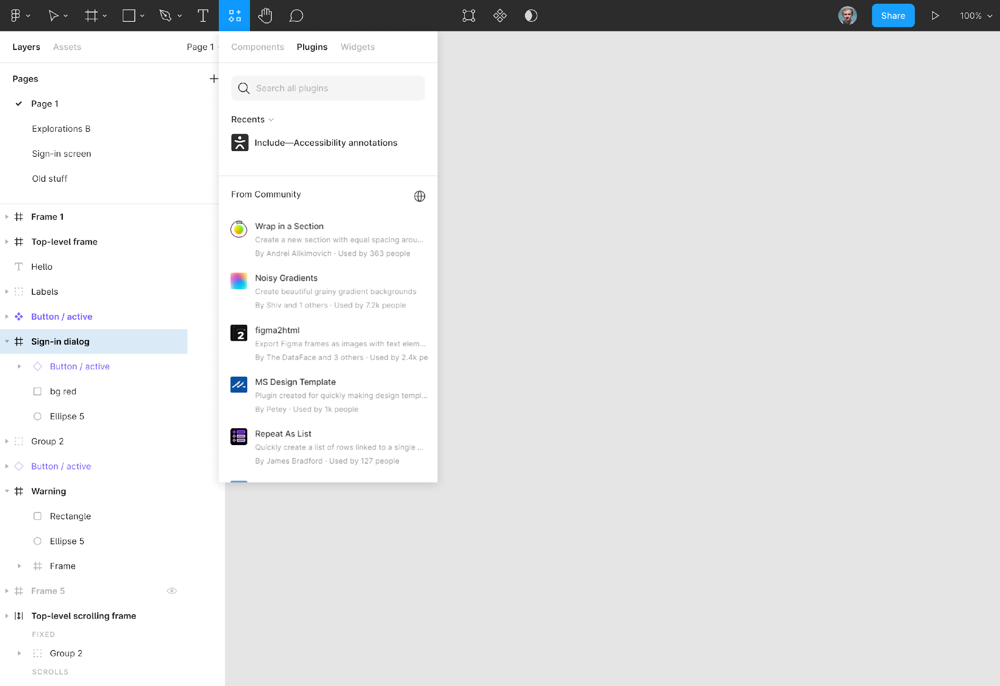 Share
100%
Layers Assets Page 1
Components Plugins Widgets
Pages
Page 1
Explorations B
Sign-in screen
Old stuff
Frame 1
Top-level frame
Hello
Labels
Button / active
Sign-in dialog
Button / active
bg red
Ellipse 5
Group 2
Button / active
Warning
Rectangle
Ellipse 5
Frame
Frame 5
Top-level scrolling frame
FIXED
Group 2
SCROLLS
Search all plugins
Recents
Include—Accessibility annotations
From Community
Wrap in a Section
Create a new section with equal spacing arou...
By Andrei Alikimovich · Used by 363 people
Noisy Gradients
Create beautiful grainy gradient backgrounds
By Shiv and 1 others · Used by 7.2k people
2
figma2html
Export Figma frames as images with text elem...
By The DataFace and 3 others · Used by 2.4k pe
MS Design Template
Plugin created for quickly making design templ...
By Petey · Used by 1k people
Repeat As List
Quickly create a list of rows linked to a single ...
By James Bradford · Used by 127 people